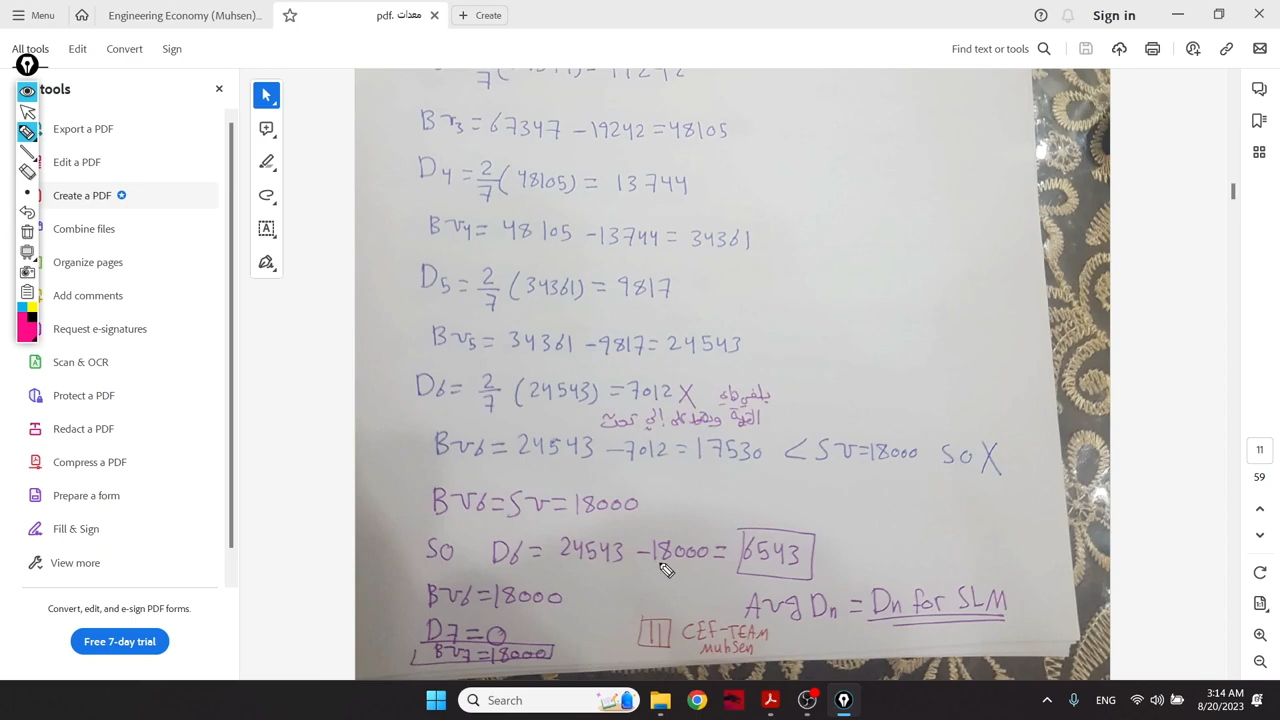 Menu
Engineering Economy (Muhsen)...
معدات .pdf
Create
Sign in
All tools
Edit
Convert
Sign
Find text or tools
tools
Export a PDF
Edit a PDF
Create a PDF
Combine files
Organize pages
Add comments
Request e-signatures
Scan & OCR
Protect a PDF
Redact a PDF
Compress a PDF
Prepare a form
Fill & Sign
View more
Convert, edit, and e-sign PDF forms.
Free 7-day trial
Bv3 = 67347 - 19242 = 48105
D4 = 2/7 (48105) = 13744
Bv4 = 48105 - 13744 = 34361
D5 = 2/7 (34361) = 9817
Bv5 = 34361 - 9817 = 24543
D6 = 2/7 (24543) = 7012 X
Bv6 = 24543 - 7012 = 17530 < Sv = 18000 so X
Bv6 = Sv = 18000
So D6 = 24543 - 18000 = 6543
Bv6 = 18000
Avg Dn = Dn for SLM
D7 = 0
Bv7 = 18000
11 CEF-TEAM
Muhsen
11
59
Search
ENG
3:14 AM
8/20/2023